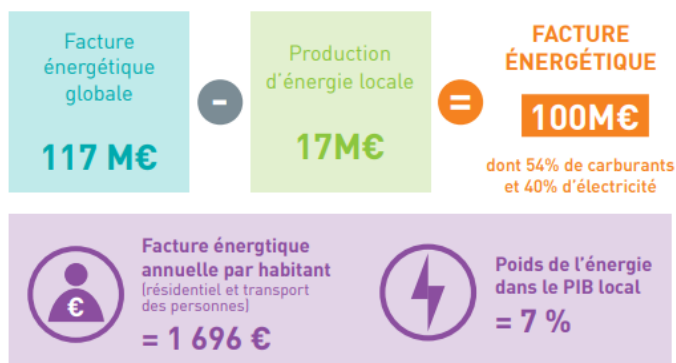 Facture
énergétique
globale
117 M€
-
Production
d'énergie locale
17M€
=
FACTURE
ÉNERGÉTIQUE
100M€
dont 54% de carburants
et 40% d'électricité
Facture énergtique
annuelle par habitant
(résidentiel et transport
des personnes)
= 1 696 €
€
Poids de l'énergie
dans le PIB local
= 7 %